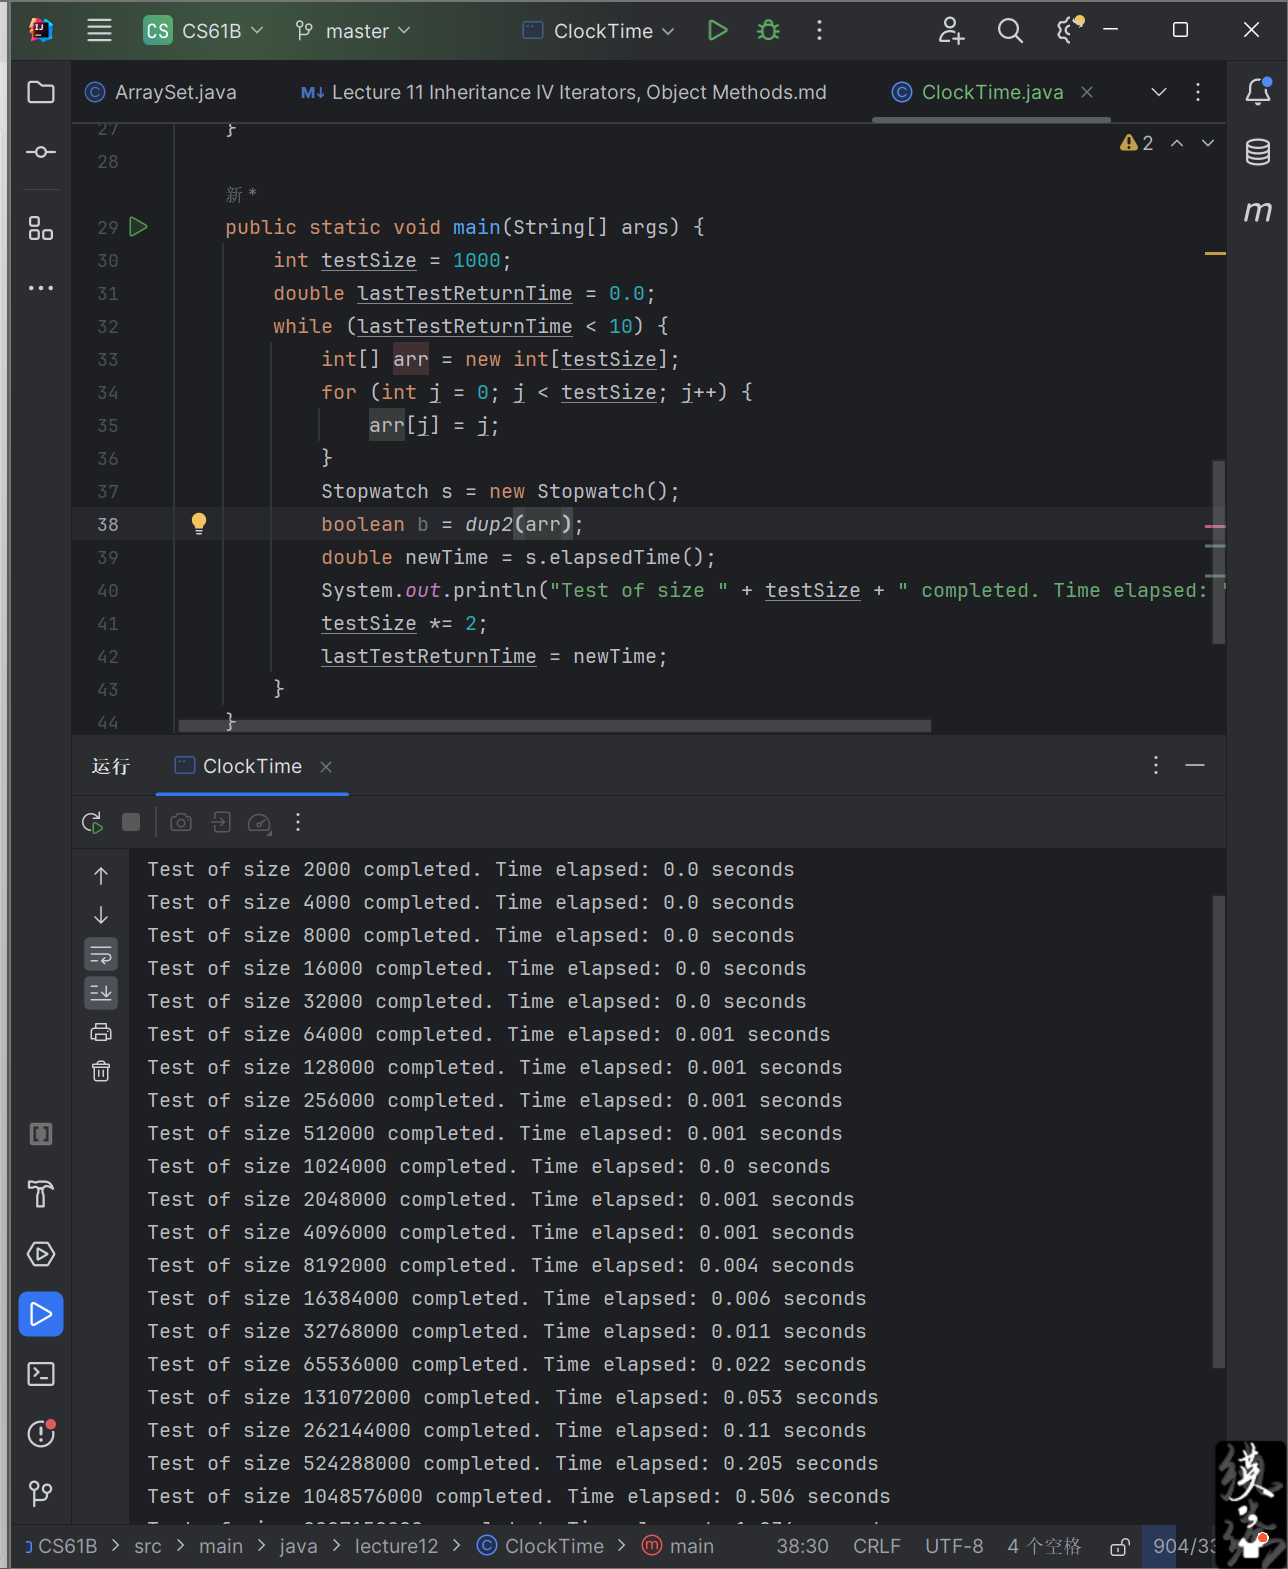 CS CS61B master ClockTime
ArraySet.java Lecture 11 Inheritance IV Iterators, Object Methods.md ClockTime.java
27 }
2
28
新 *
29 public static void main(String[] args) {
30 int testSize = 1000;
31 double lastTestReturnTime = 0.0;
32 while (lastTestReturnTime < 10) {
33 int[] arr = new int[testSize];
34 for (int j = 0; j < testSize; j++) {
35 arr[j] = j;
36 }
37 Stopwatch s = new Stopwatch();
38 boolean b = dup2(arr);
39 double newTime = s.elapsedTime();
40 System.out.println("Test of size " + testSize + " completed. Time elapsed: "
41 testSize *= 2;
42 lastTestReturnTime = newTime;
43 }
44 }
运行 ClockTime
Test of size 2000 completed. Time elapsed: 0.0 seconds
Test of size 4000 completed. Time elapsed: 0.0 seconds
Test of size 8000 completed. Time elapsed: 0.0 seconds
Test of size 16000 completed. Time elapsed: 0.0 seconds
Test of size 32000 completed. Time elapsed: 0.0 seconds
Test of size 64000 completed. Time elapsed: 0.001 seconds
Test of size 128000 completed. Time elapsed: 0.001 seconds
Test of size 256000 completed. Time elapsed: 0.001 seconds
Test of size 512000 completed. Time elapsed: 0.001 seconds
Test of size 1024000 completed. Time elapsed: 0.0 seconds
Test of size 2048000 completed. Time elapsed: 0.001 seconds
Test of size 4096000 completed. Time elapsed: 0.001 seconds
Test of size 8192000 completed. Time elapsed: 0.004 seconds
Test of size 16384000 completed. Time elapsed: 0.006 seconds
Test of size 32768000 completed. Time elapsed: 0.011 seconds
Test of size 65536000 completed. Time elapsed: 0.022 seconds
Test of size 131072000 completed. Time elapsed: 0.053 seconds
Test of size 262144000 completed. Time elapsed: 0.11 seconds
Test of size 524288000 completed. Time elapsed: 0.205 seconds
Test of size 1048576000 completed. Time elapsed: 0.506 seconds
CS61B > src > main > java > lecture12 > ClockTime > main 38:30 CRLF UTF-8 4 个空格 904/33